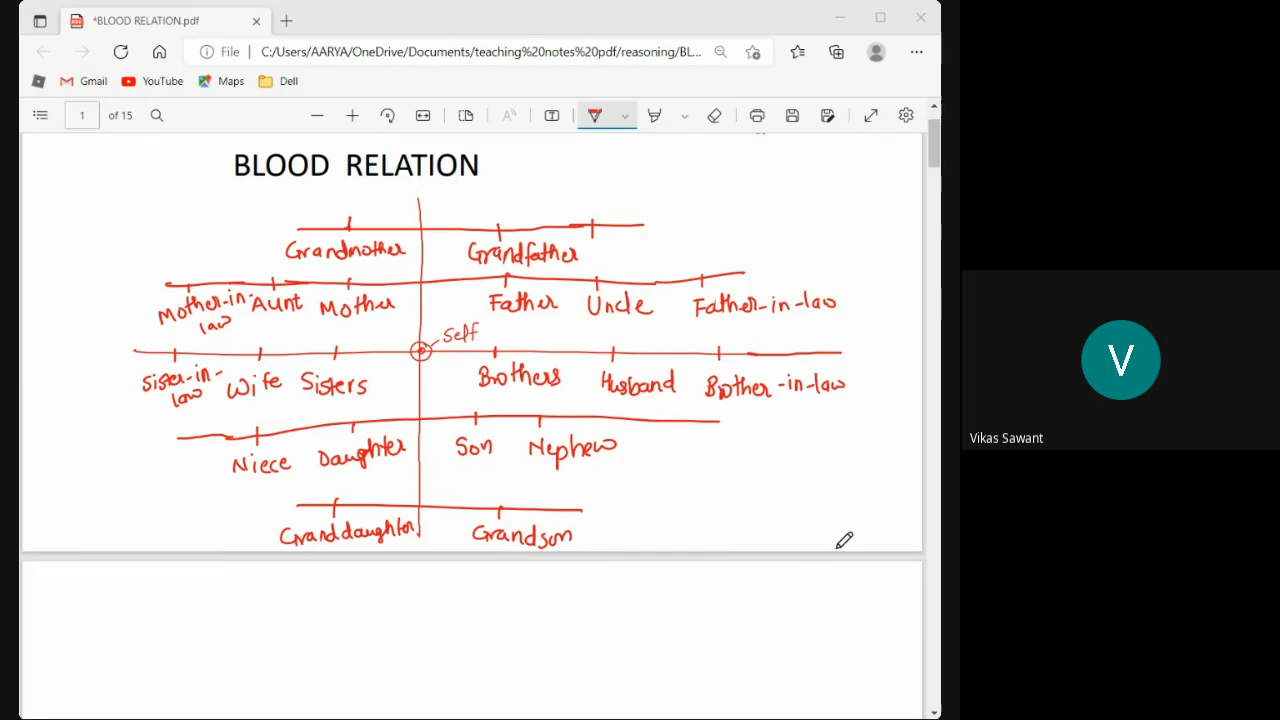 *BLOOD RELATION.pdf
File
C:/Users/AARYA/OneDrive/Documents/teaching%20notes%20pdf/reasoning/BL...
Gmail YouTube Maps Dell
1 of 15
BLOOD RELATION
Grandmother Grandfather
Mother-in-law Aunt Mother Father Uncle Father-in-law
Self
Sister-in-law Wife Sisters Brothers Husband Brother-in-law
Niece Daughter Son Nephew
Granddaughter Grandson
V
Vikas Sawant